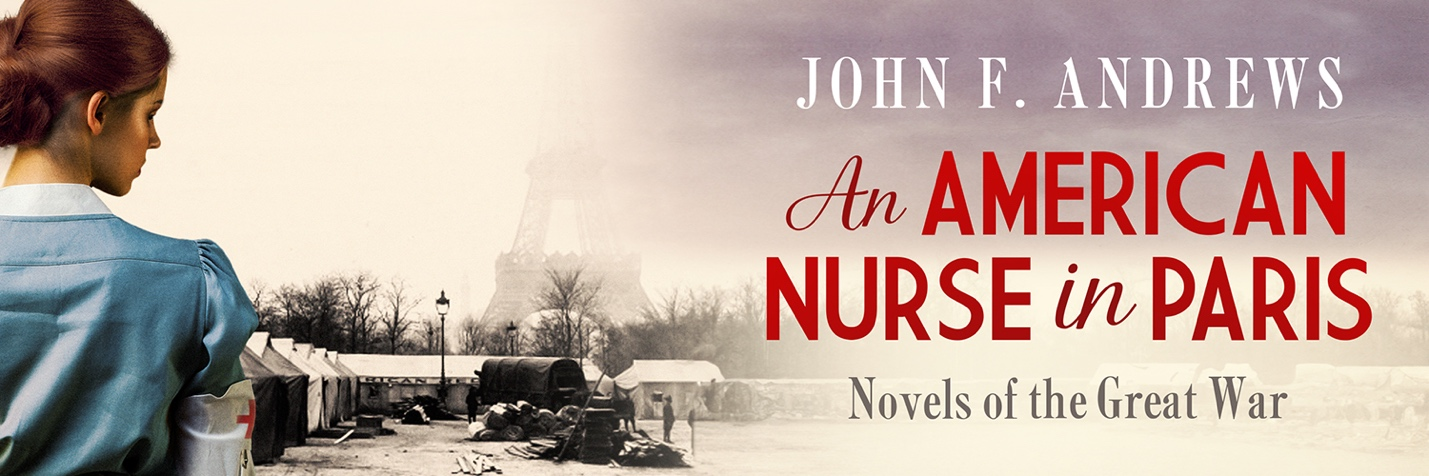 JOHN F. ANDREWS
An AMERICAN
NURSE in PARIS
Novels of the Great War